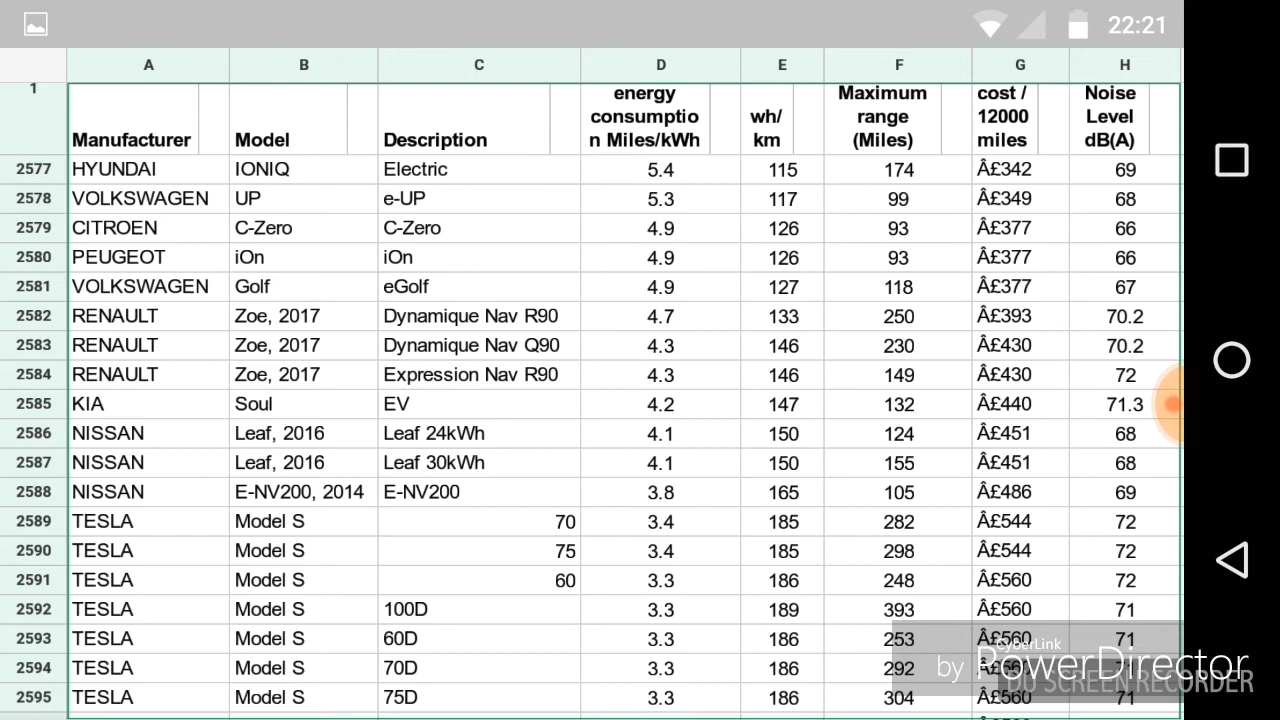 22:21
A B C D E F G H
1 Manufacturer Model Description energy consumptio n Miles/kWh wh/ km Maximum range (Miles) cost / 12000 miles Noise Level dB(A)
2577 HYUNDAI IONIQ Electric 5.4 115 174 Â£342 69
2578 VOLKSWAGEN UP e-UP 5.3 117 99 Â£349 68
2579 CITROEN C-Zero C-Zero 4.9 126 93 Â£377 66
2580 PEUGEOT iOn iOn 4.9 126 93 Â£377 66
2581 VOLKSWAGEN Golf eGolf 4.9 127 118 Â£377 67
2582 RENAULT Zoe, 2017 Dynamique Nav R90 4.7 133 250 Â£393 70.2
2583 RENAULT Zoe, 2017 Dynamique Nav Q90 4.3 146 230 Â£430 70.2
2584 RENAULT Zoe, 2017 Expression Nav R90 4.3 146 149 Â£430 72
2585 KIA Soul EV 4.2 147 132 Â£440 71.3
2586 NISSAN Leaf, 2016 Leaf 24kWh 4.1 150 124 Â£451 68
2587 NISSAN Leaf, 2016 Leaf 30kWh 4.1 150 155 Â£451 68
2588 NISSAN E-NV200, 2014 E-NV200 3.8 165 105 Â£486 69
2589 TESLA Model S 70 3.4 185 282 Â£544 72
2590 TESLA Model S 75 3.4 185 298 Â£544 72
2591 TESLA Model S 60 3.3 186 248 Â£560 72
2592 TESLA Model S 100D 3.3 189 393 Â£560 71
2593 TESLA Model S 60D 3.3 186 253 Â£560 71
2594 TESLA Model S 70D 3.3 186 292 Â£560 71
2595 TESLA Model S 75D 3.3 186 304 Â£560 71
CyberLink
by PowerDirector
DU SCREEN RECORDER